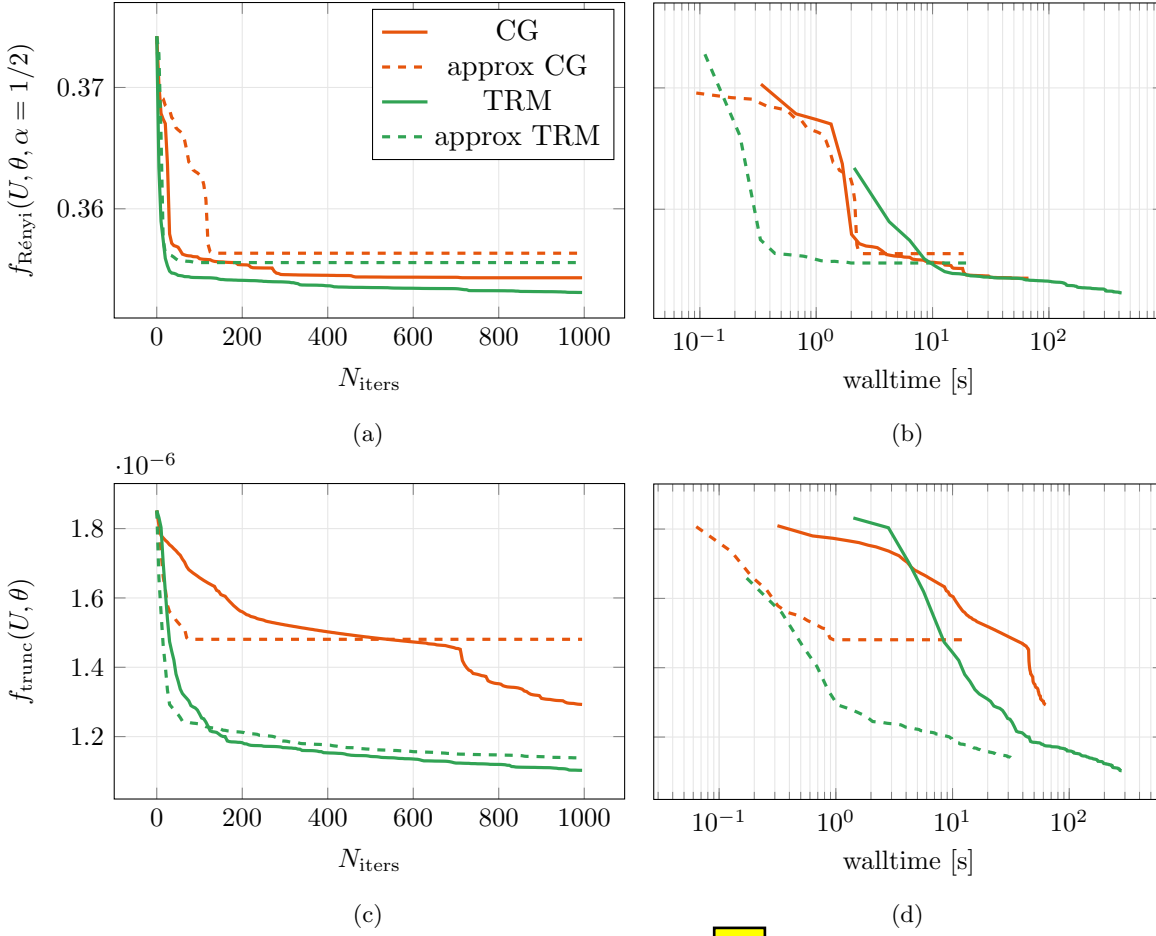 CG
approx CG
TRM
approx TRM
f_Rényi(U, θ, α = 1/2)
0.37
0.36
0 200 400 600 800 1000
N_iters
(a)
10^−1 10^0 10^1 10^2
walltime [s]
(b)
·10^−6
f_trunc(U, θ)
1.8
1.6
1.4
1.2
0 200 400 600 800 1000
N_iters
(c)
10^−1 10^0 10^1 10^2
walltime [s]
(d)